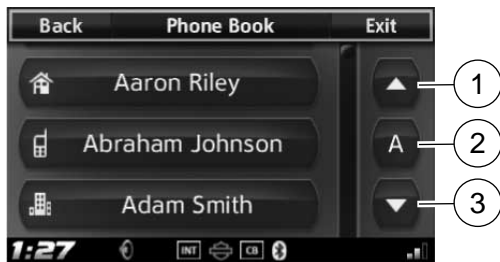 Back Phone Book Exit
Aaron Riley 1
Abraham Johnson A 2
Adam Smith 3
1:27 INT CB